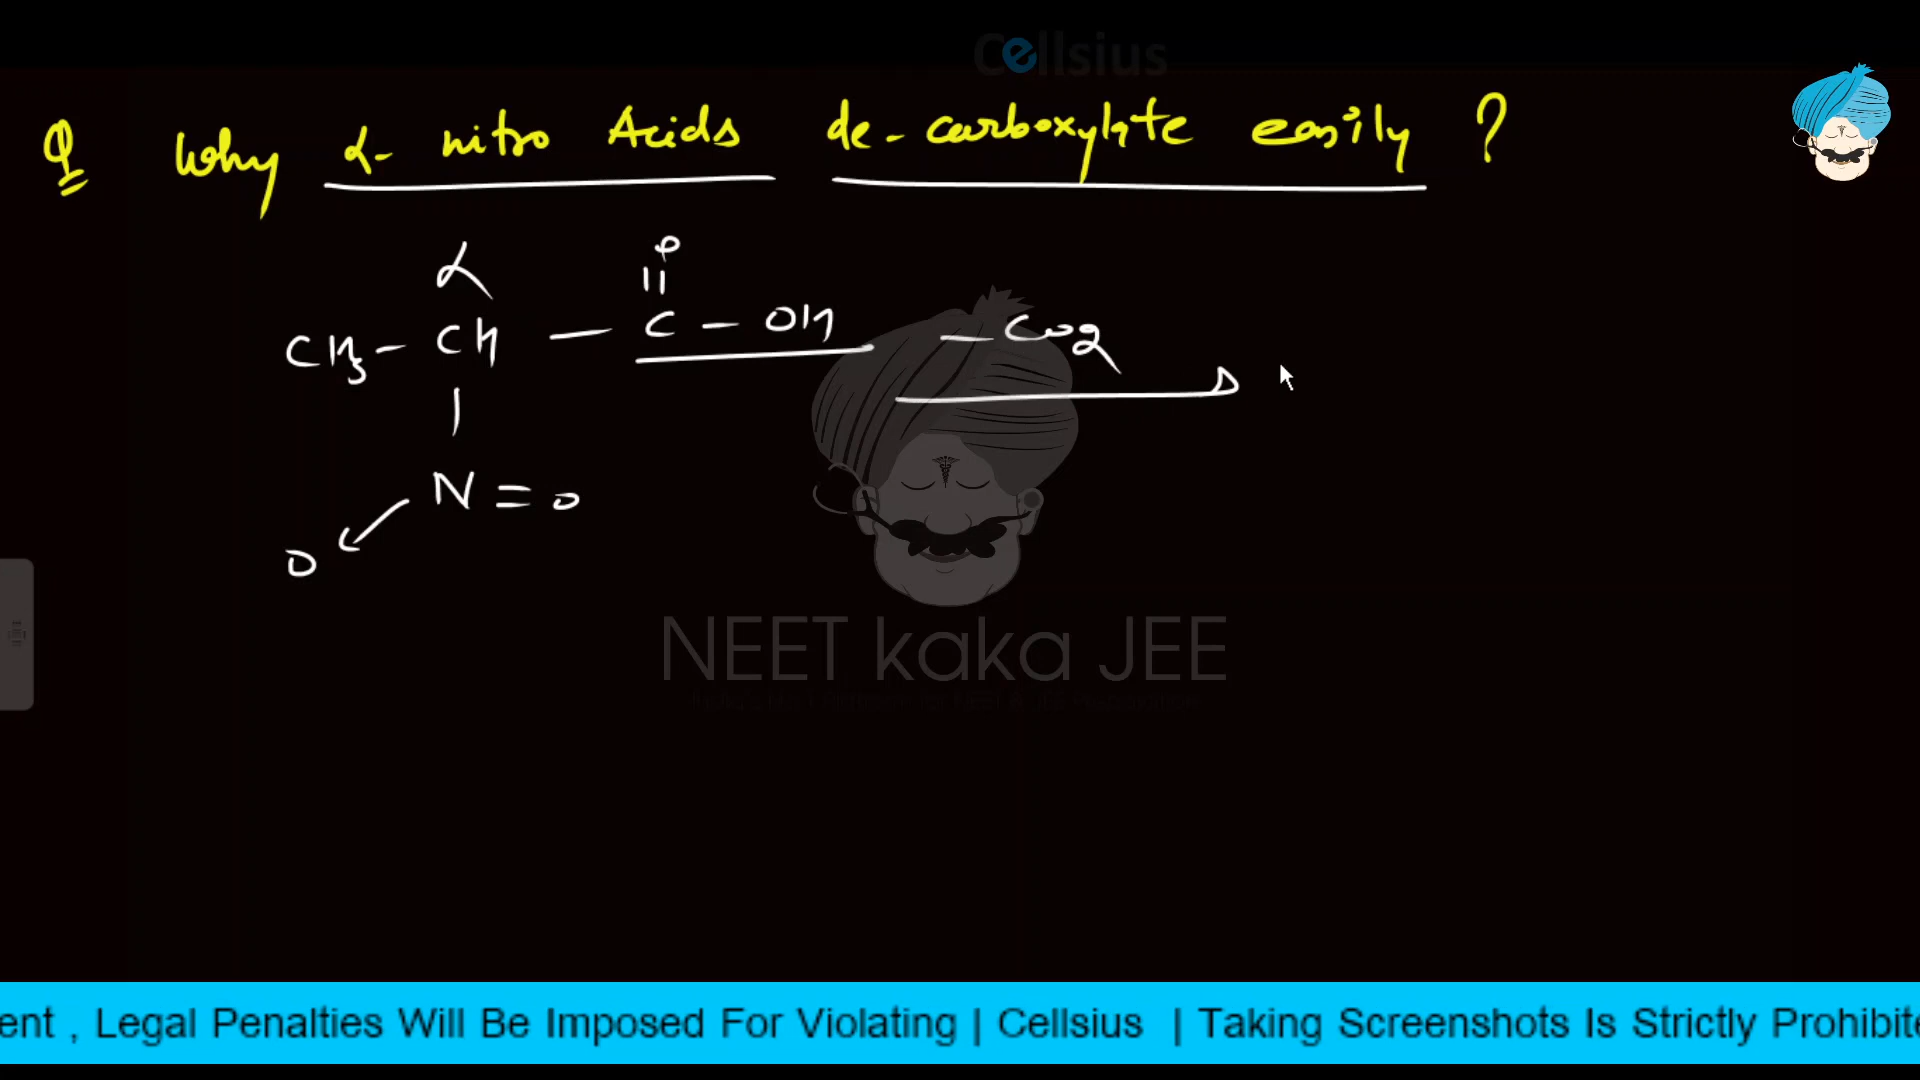 Cellsius
Q Why α- nitro Acids de-carboxylate easily ?
α O
||
CH3 - CH - C - OH - CO2
|
N = O
O
NEET kaka JEE
ent , Legal Penalties Will Be Imposed For Violating | Cellsius | Taking Screenshots Is Strictly Prohibite